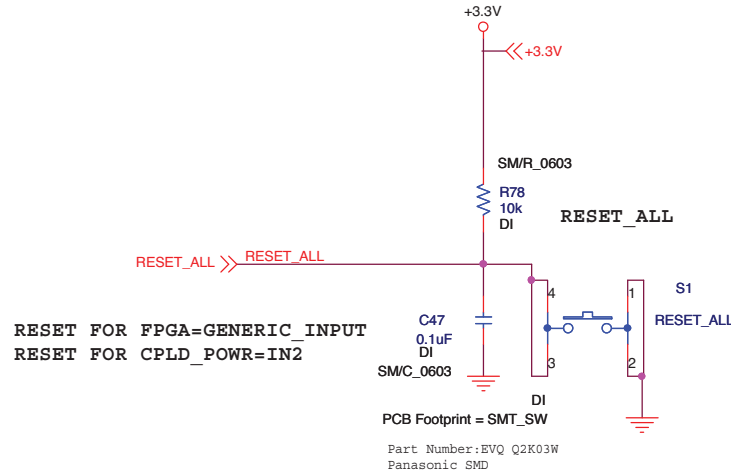 +3.3V
+3.3V
SM/R_0603
R78
10k
DI
RESET_ALL
RESET_ALL
RESET_ALL
C47
0.1uF
DI
SM/C_0603
4
3
1
2
S1
RESET_ALL
RESET FOR FPGA=GENERIC_INPUT
RESET FOR CPLD_POWR=IN2
DI
PCB Footprint = SMT_SW
Part Number:EVQ Q2K03W
Panasonic SMD